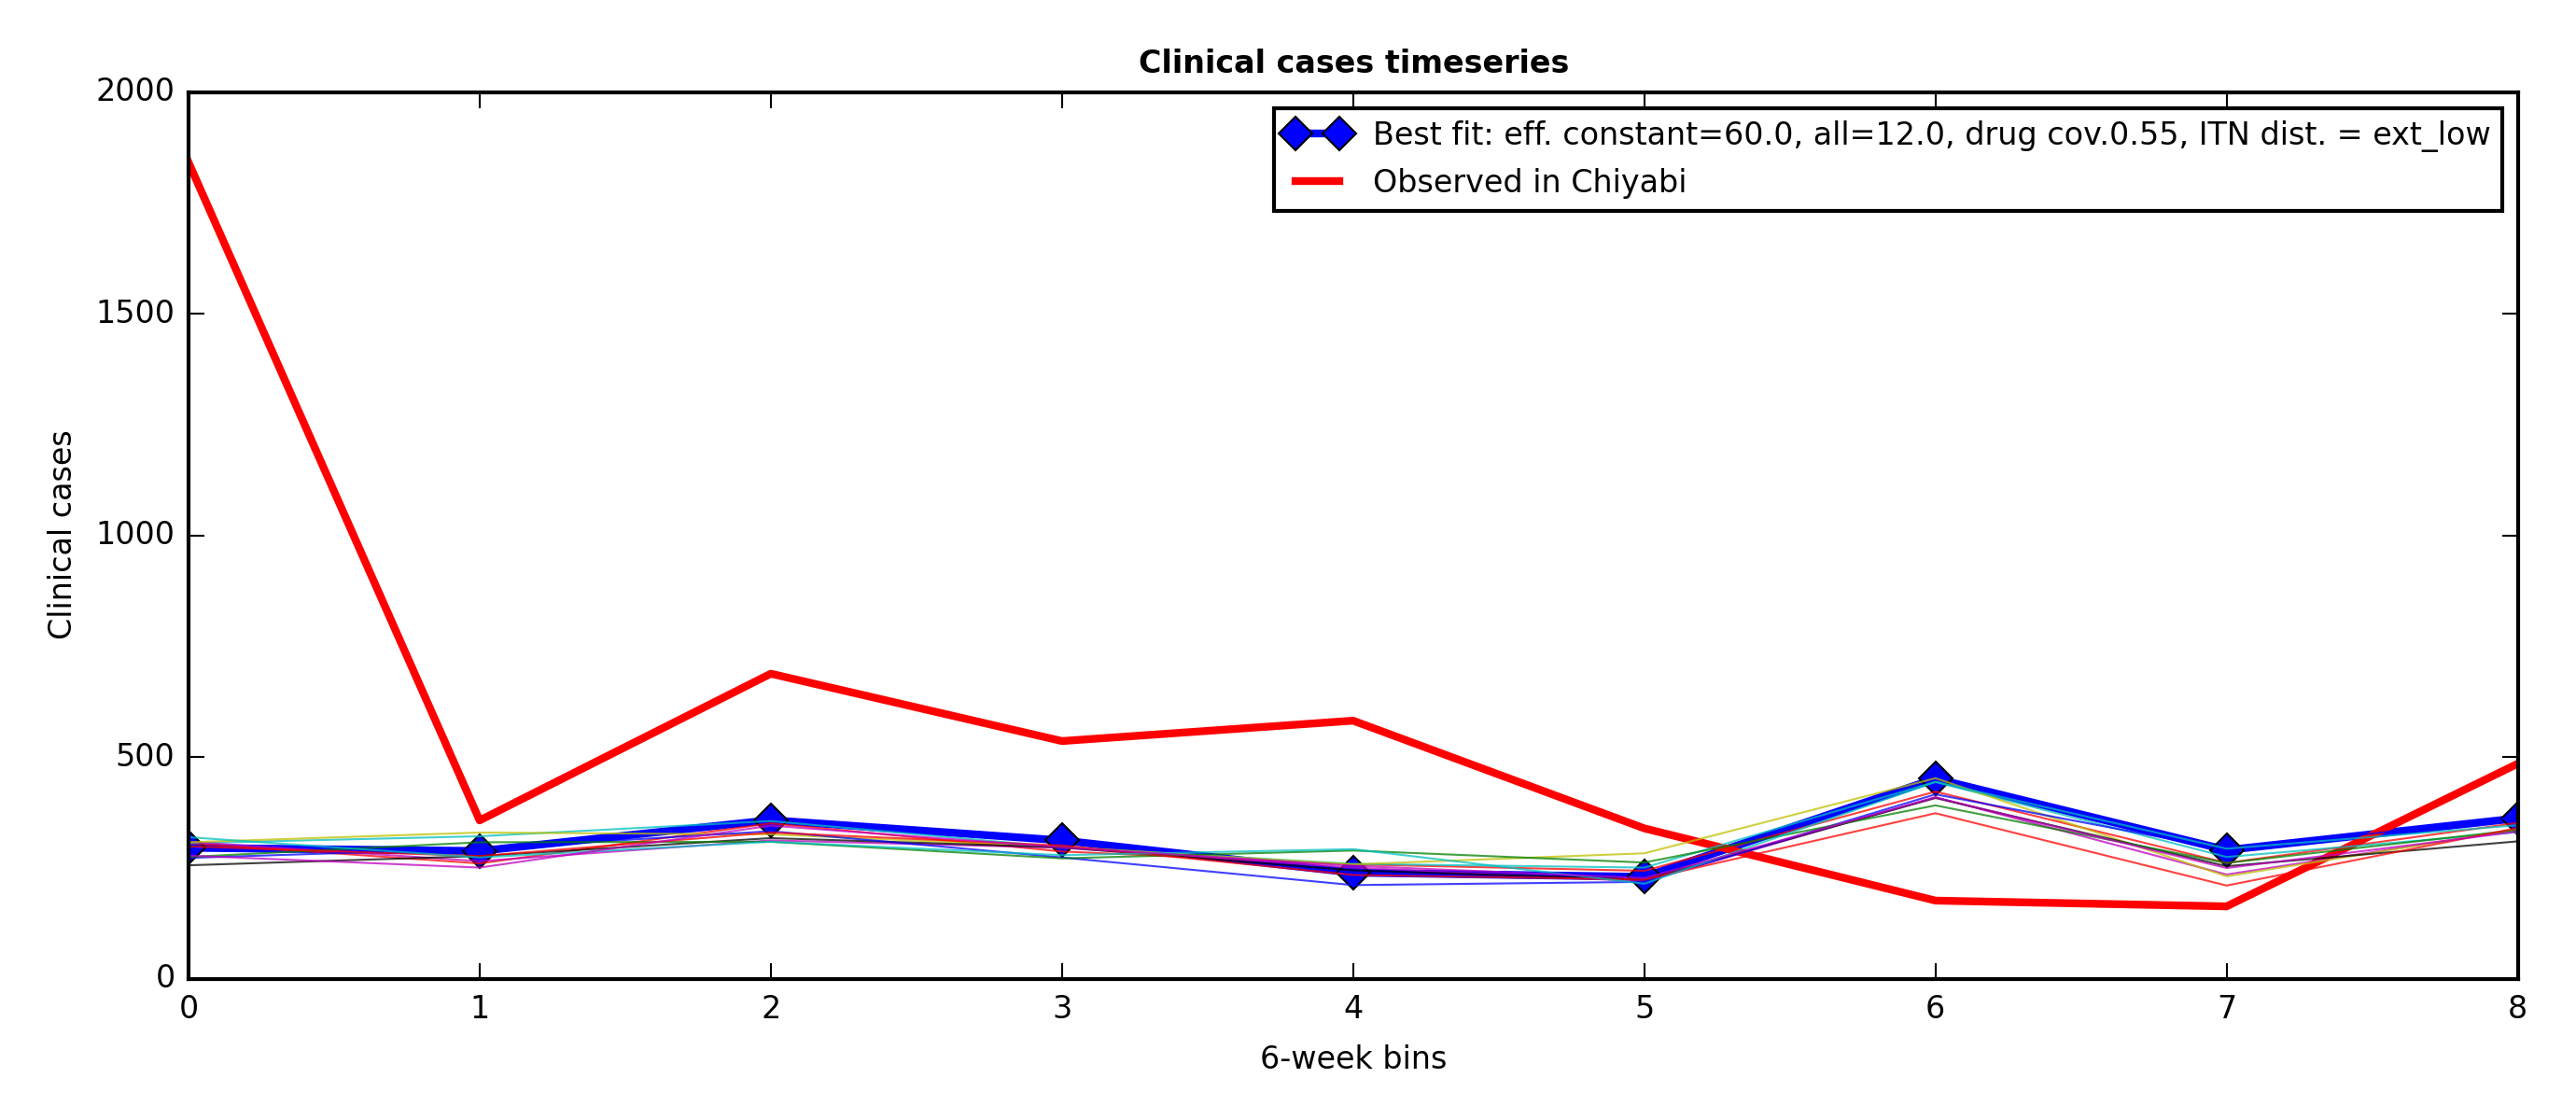 Clinical cases timeseries
2000
1500
1000
500
0
Clinical cases
Best fit: eff. constant=60.0, all=12.0, drug cov.0.55, ITN dist. = ext_low
Observed in Chiyabi
0 1 2 3 4 5 6 7 8
6-week bins